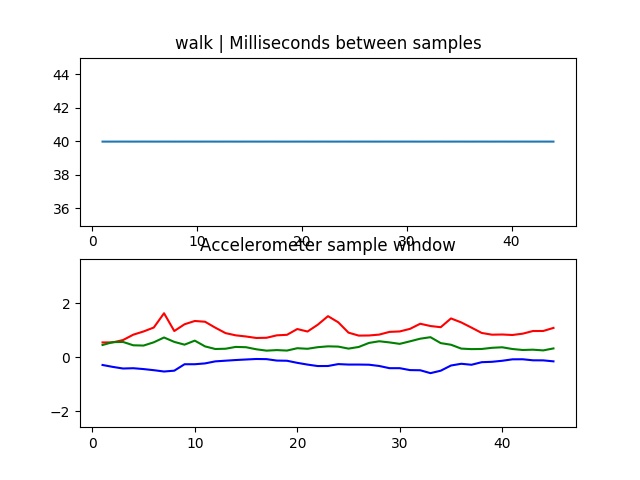 walk | Milliseconds between samples
44
42
40
38
36
0 10 20 30 40
Accelerometer sample window
2
0
−2
0 10 20 30 40